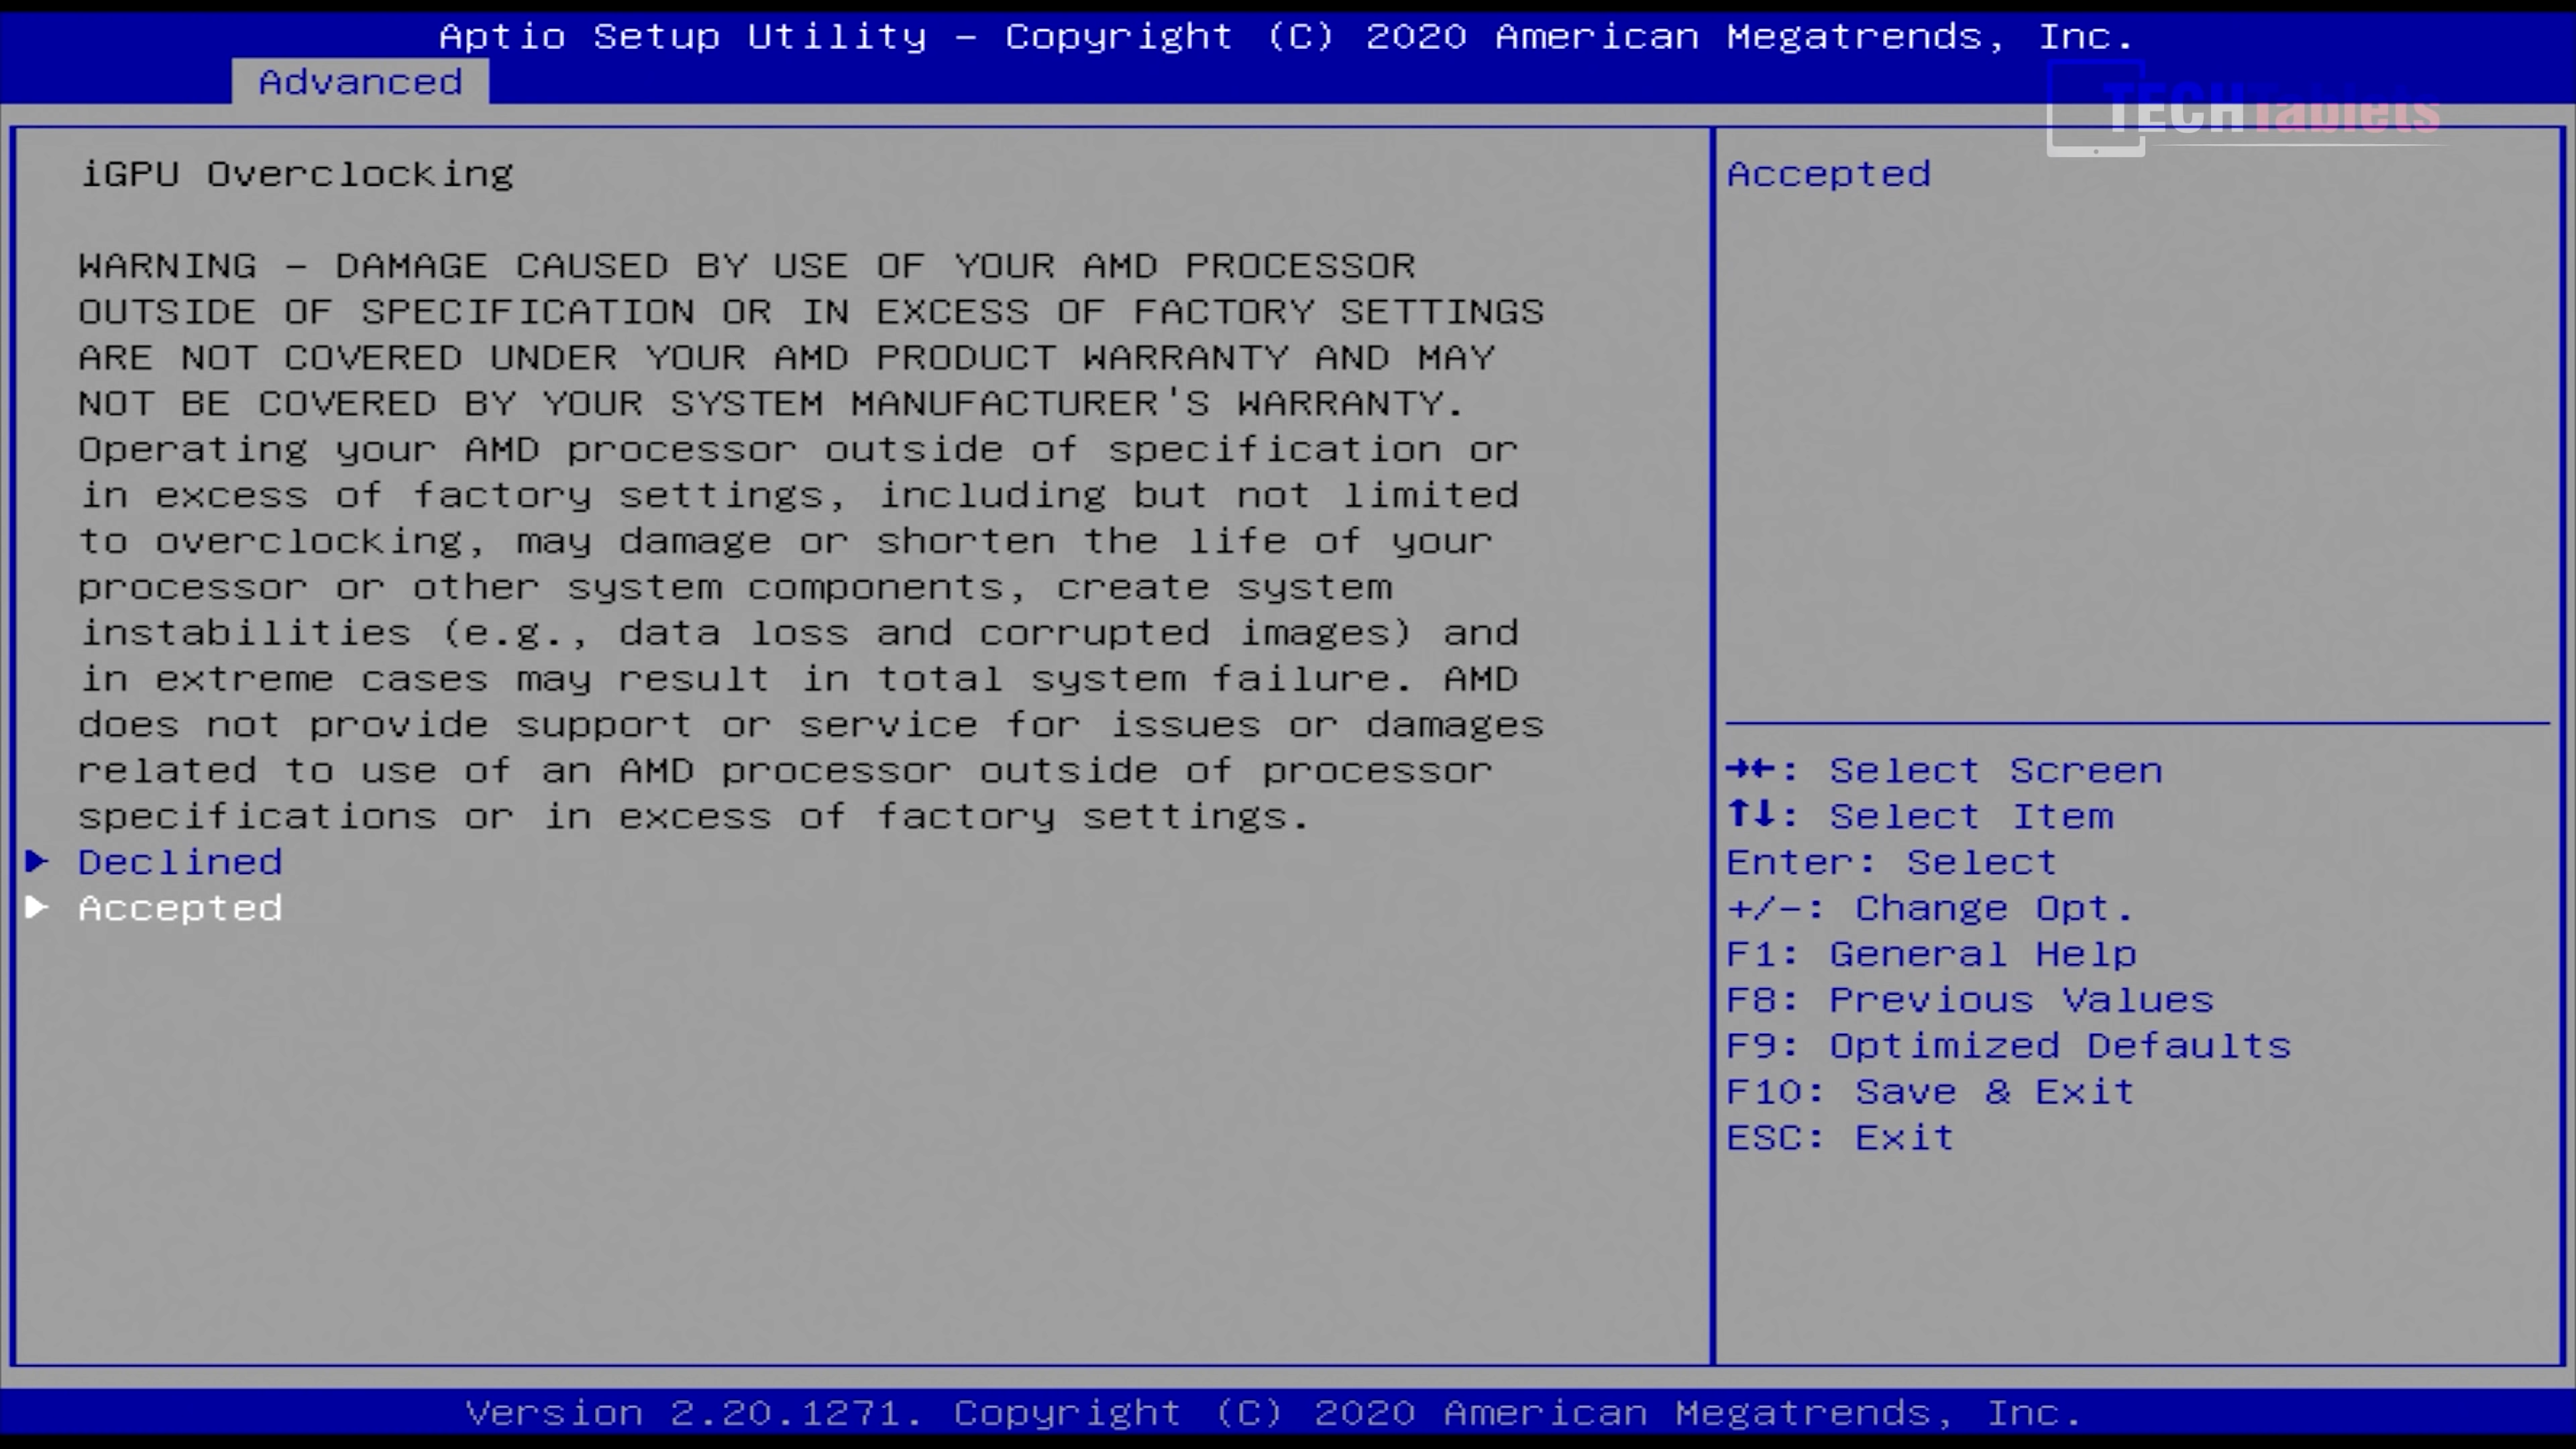 Aptio Setup Utility – Copyright (C) 2020 American Megatrends, Inc.
Advanced
TECHTablets
iGPU Overclocking
WARNING – DAMAGE CAUSED BY USE OF YOUR AMD PROCESSOR
OUTSIDE OF SPECIFICATION OR IN EXCESS OF FACTORY SETTINGS
ARE NOT COVERED UNDER YOUR AMD PRODUCT WARRANTY AND MAY
NOT BE COVERED BY YOUR SYSTEM MANUFACTURER'S WARRANTY.
Operating your AMD processor outside of specification or
in excess of factory settings, including but not limited
to overclocking, may damage or shorten the life of your
processor or other system components, create system
instabilities (e.g., data loss and corrupted images) and
in extreme cases may result in total system failure. AMD
does not provide support or service for issues or damages
related to use of an AMD processor outside of processor
specifications or in excess of factory settings.
Declined
Accepted
Accepted
→←: Select Screen
↑↓: Select Item
Enter: Select
+/-: Change Opt.
F1: General Help
F8: Previous Values
F9: Optimized Defaults
F10: Save & Exit
ESC: Exit
Version 2.20.1271. Copyright (C) 2020 American Megatrends, Inc.